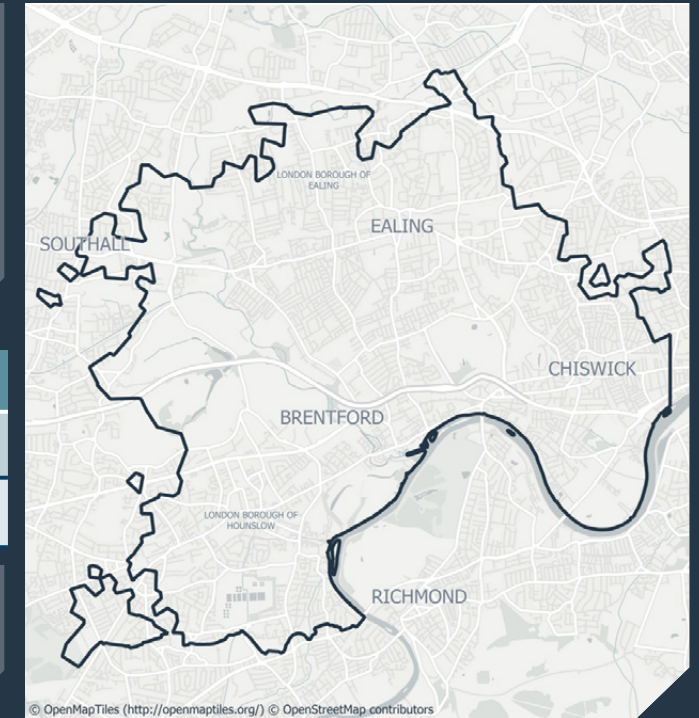 LONDON BOROUGH OF
EALING
EALING
SOUTHALL
CHISWICK
BRENTFORD
LONDON BOROUGH OF
HOUNSLOW
RICHMOND
© OpenMapTiles (http://openmaptiles.org/) © OpenStreetMap contributors